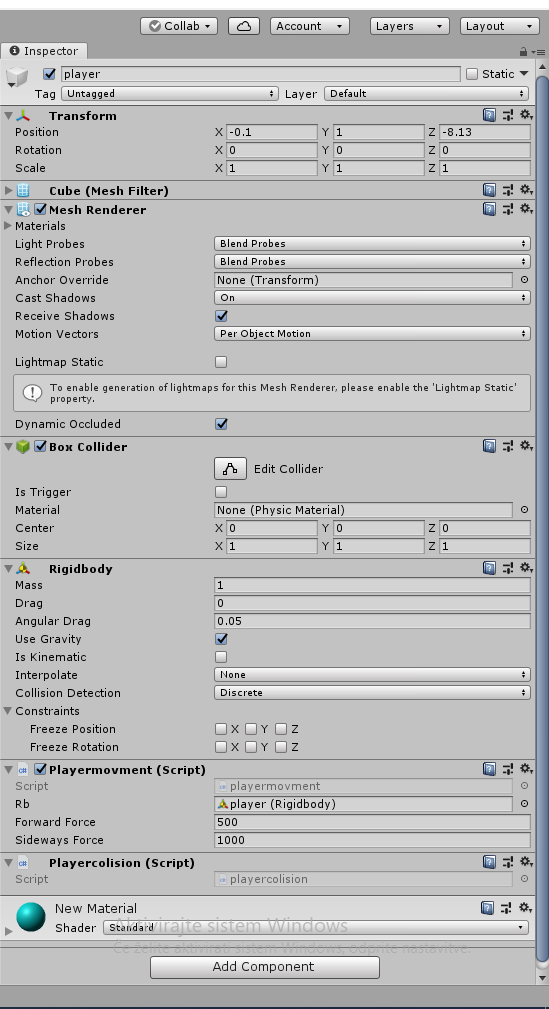 Collab Account Layers Layout
Inspector
player Static
Tag Untagged Layer Default
Transform
Position X -0.1 Y 1 Z -8.13
Rotation X 0 Y 0 Z 0
Scale X 1 Y 1 Z 1
Cube (Mesh Filter)
Mesh Renderer
Materials
Light Probes Blend Probes
Reflection Probes Blend Probes
Anchor Override None (Transform)
Cast Shadows On
Receive Shadows
Motion Vectors Per Object Motion
Lightmap Static
To enable generation of lightmaps for this Mesh Renderer, please enable the 'Lightmap Static'
property.
Dynamic Occluded
Box Collider
Edit Collider
Is Trigger
Material None (Physic Material)
Center X 0 Y 0 Z 0
Size X 1 Y 1 Z 1
Rigidbody
Mass 1
Drag 0
Angular Drag 0.05
Use Gravity
Is Kinematic
Interpolate None
Collision Detection Discrete
Constraints
Freeze Position X Y Z
Freeze Rotation X Y Z
Playermovment (Script)
Script playermovment
Rb player (Rigidbody)
Forward Force 500
Sideways Force 1000
Playercolision (Script)
Script playercolision
New Material
Aktivirajte sistem Windows
Shader Standard
Če želite aktivirati sistem Windows, odprite nastavitve.
Add Component